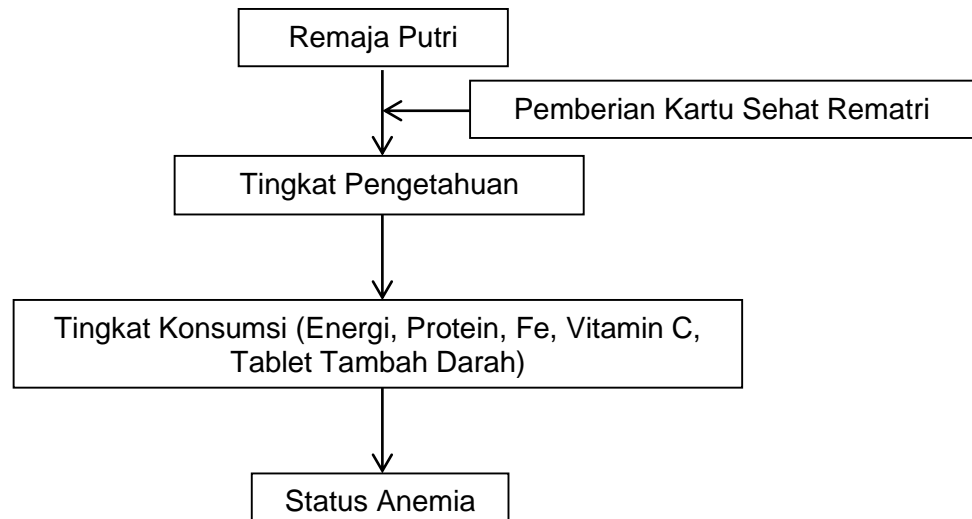 Remaja Putri
Pemberian Kartu Sehat Rematri
Tingkat Pengetahuan
Tingkat Konsumsi (Energi, Protein, Fe, Vitamin C,
Tablet Tambah Darah)
Status Anemia